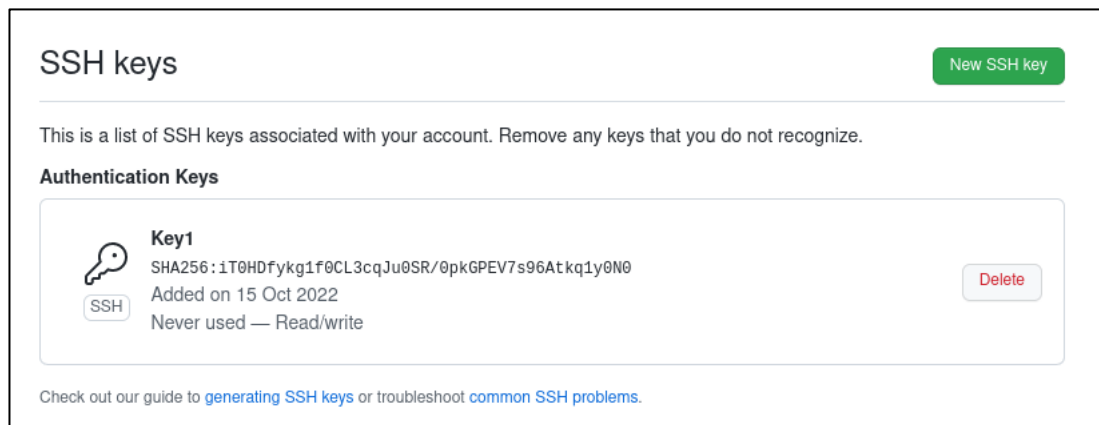 SSH keys
New SSH key
This is a list of SSH keys associated with your account. Remove any keys that you do not recognize.
Authentication Keys
Key1
SHA256:iT0HDfykg1f0CL3cqJu0SR/0pkGPEV7s96Atkq1y0N0
Added on 15 Oct 2022
Never used — Read/write
SSH
Delete
Check out our guide to generating SSH keys or troubleshoot common SSH problems.